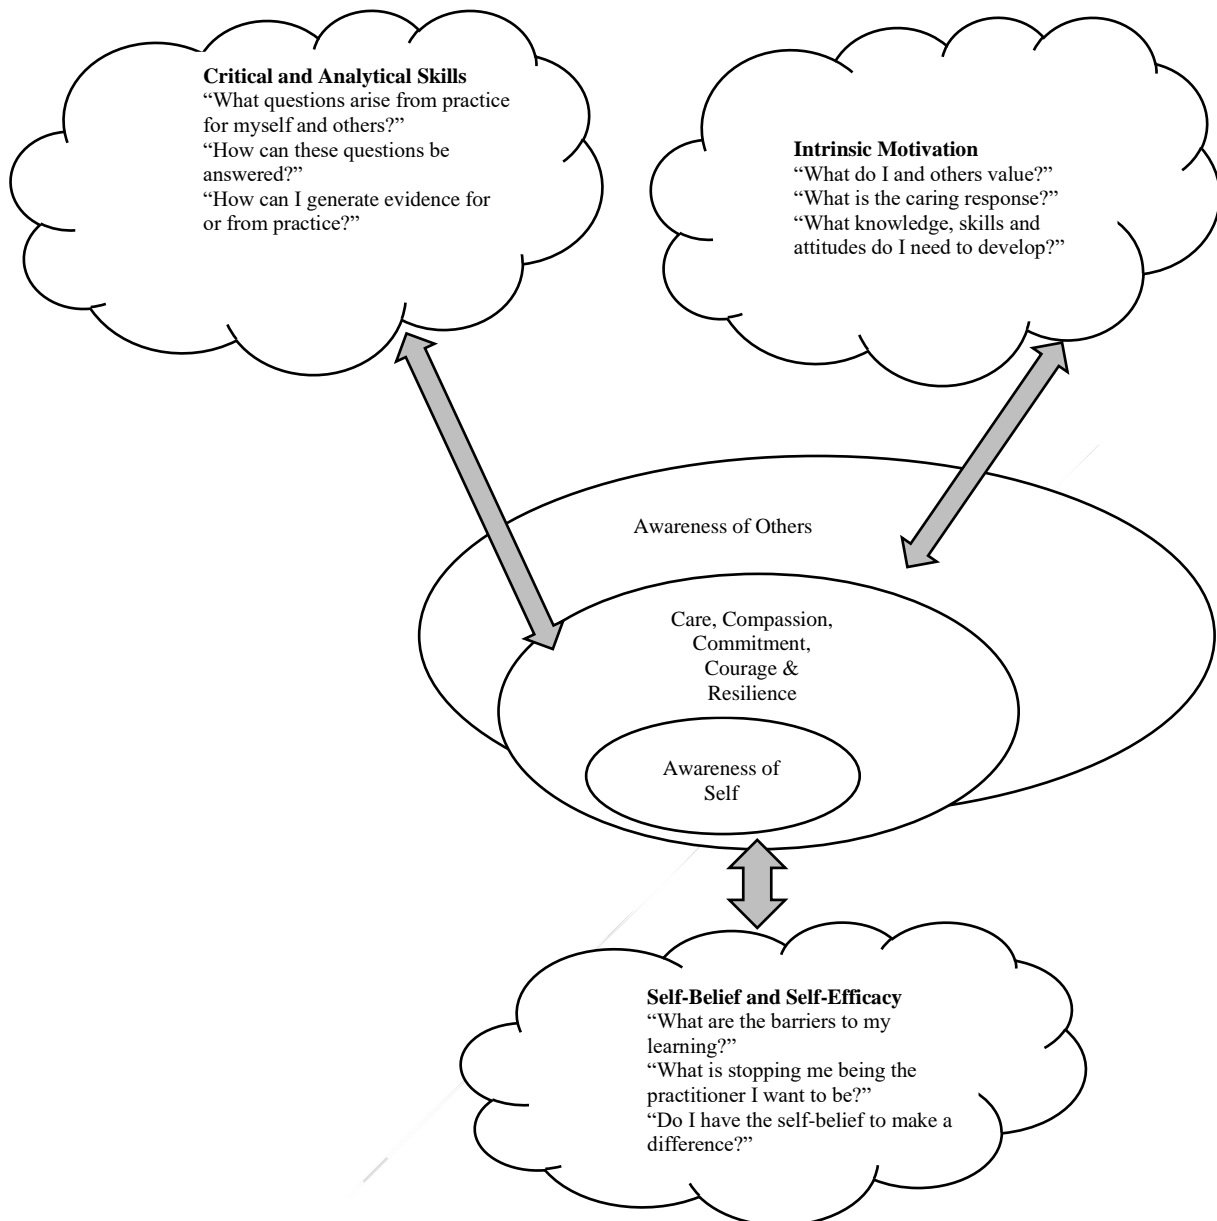 Critical and Analytical Skills
“What questions arise from practice
for myself and others?”
“How can these questions be
answered?”
“How can I generate evidence for
or from practice?”
Intrinsic Motivation
“What do I and others value?”
“What is the caring response?”
“What knowledge, skills and
attitudes do I need to develop?”
Awareness of Others
Care, Compassion,
Commitment,
Courage &
Resilience
Awareness of
Self
Self-Belief and Self-Efficacy
“What are the barriers to my
learning?”
“What is stopping me being the
practitioner I want to be?”
“Do I have the self-belief to make a
difference?”